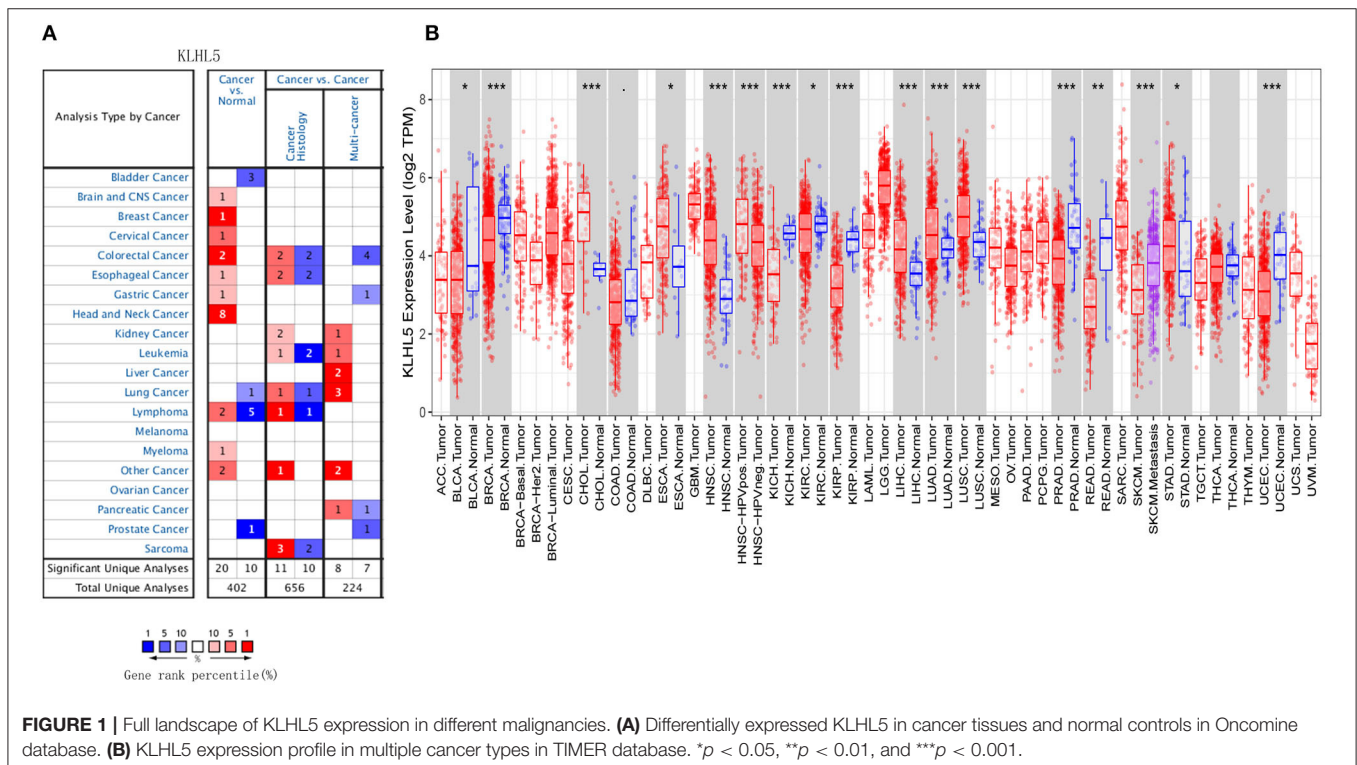 A
B
KLHL5
Analysis Type by Cancer
Cancer vs. Normal
Cancer vs. Cancer
Cancer Histology
Multi-cancer
Bladder Cancer 3
Brain and CNS Cancer 1
Breast Cancer 1
Cervical Cancer 1
Colorectal Cancer 2 2 2 4
Esophageal Cancer 1 2 2
Gastric Cancer 1 1
Head and Neck Cancer 8
Kidney Cancer 2 1
Leukemia 1 2 1
Liver Cancer 2
Lung Cancer 1 1 1 3
Lymphoma 2 5 1 1
Melanoma
Myeloma 1
Other Cancer 2 1 2
Ovarian Cancer
Pancreatic Cancer 1 1
Prostate Cancer 1 1
Sarcoma 3 2
Significant Unique Analyses 20 10 11 10 8 7
Total Unique Analyses 402 656 224
1 5 10 10 5 1
%
Gene rank percentile(%)
KLHL5 Expression Level (log2 TPM)
8
6
4
2
0
* *** *** . * *** *** *** * *** *** *** *** *** ** *** * ***
ACC.Tumor
BLCA.Tumor
BLCA.Normal
BRCA.Tumor
BRCA.Normal
BRCA-Basal.Tumor
BRCA-Her2.Tumor
BRCA-Luminal.Tumor
CESC.Tumor
CHOL.Tumor
CHOL.Normal
COAD.Tumor
COAD.Normal
DLBC.Tumor
ESCA.Tumor
ESCA.Normal
GBM.Tumor
HNSC.Tumor
HNSC.Normal
HNSC-HPVpos.Tumor
HNSC-HPVneg.Tumor
KICH.Tumor
KICH.Normal
KIRC.Tumor
KIRC.Normal
KIRP.Tumor
KIRP.Normal
LAML.Tumor
LGG.Tumor
LIHC.Tumor
LIHC.Normal
LUAD.Tumor
LUAD.Normal
LUSC.Tumor
LUSC.Normal
MESO.Tumor
OV.Tumor
PAAD.Tumor
PCPG.Tumor
PRAD.Tumor
PRAD.Normal
READ.Tumor
READ.Normal
SARC.Tumor
SKCM.Tumor
SKCM.Metastasis
STAD.Tumor
STAD.Normal
TGCT.Tumor
THCA.Tumor
THCA.Normal
THYM.Tumor
UCEC.Tumor
UCEC.Normal
UCS.Tumor
UVM.Tumor
FIGURE 1 | Full landscape of KLHL5 expression in different malignancies. (A) Differentially expressed KLHL5 in cancer tissues and normal controls in Oncomine
database. (B) KLHL5 expression profile in multiple cancer types in TIMER database. *p < 0.05, **p < 0.01, and ***p < 0.001.